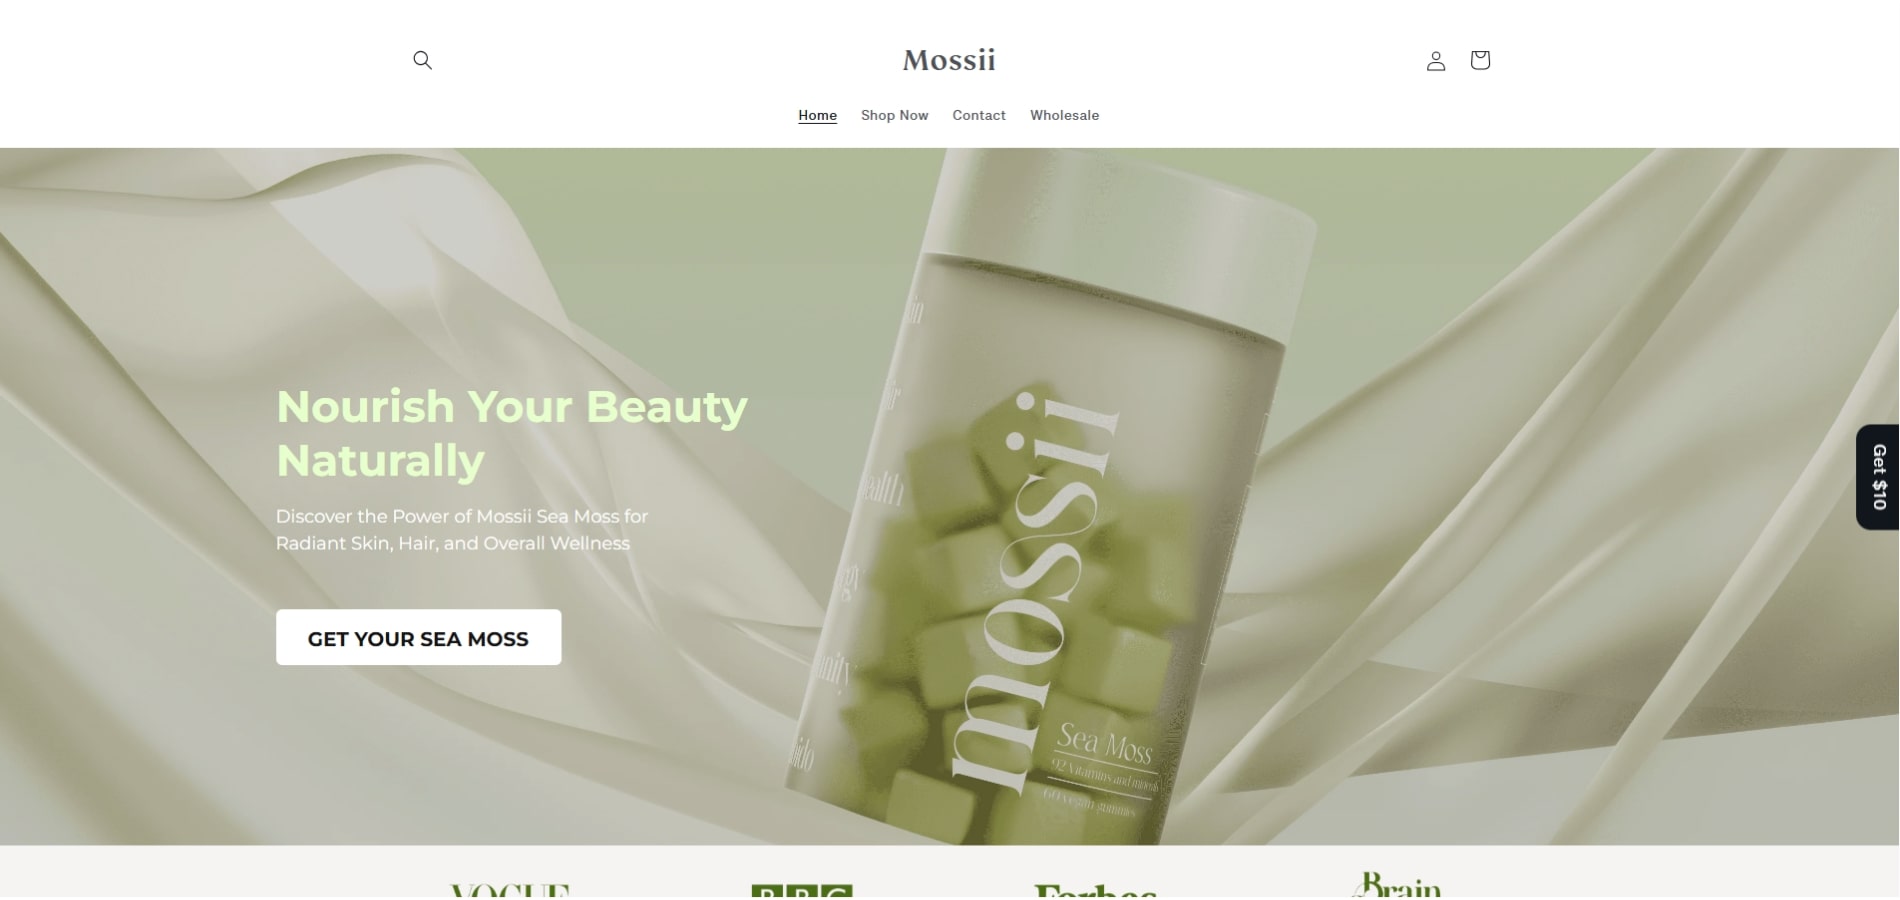 Mossii
Home Shop Now Contact Wholesale
Nourish Your Beauty
Naturally
Discover the Power of Mossii Sea Moss for
Radiant Skin, Hair, and Overall Wellness
GET YOUR SEA MOSS
mossii
Sea Moss
92 vitamins and minerals
60 vegan gummies
Get $10
VOGUE
BBC
Forbes
Brain